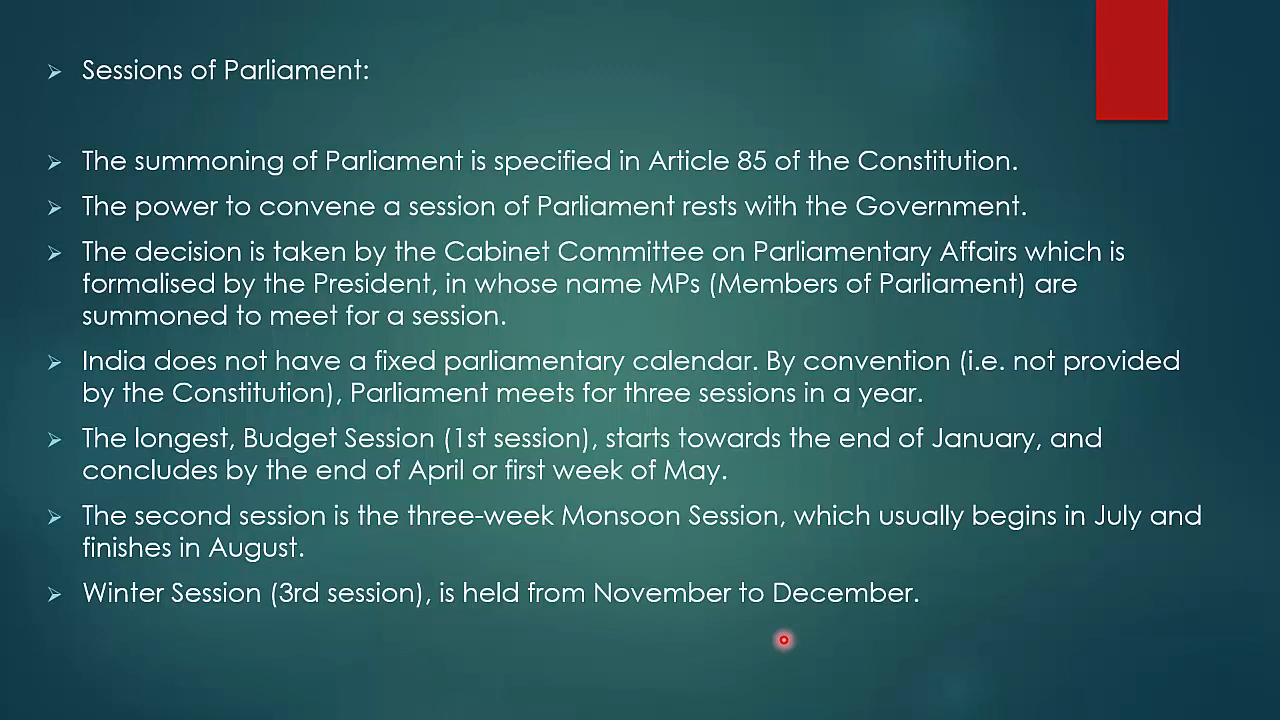 Sessions of Parliament:
The summoning of Parliament is specified in Article 85 of the Constitution.
The power to convene a session of Parliament rests with the Government.
The decision is taken by the Cabinet Committee on Parliamentary Affairs which is
formalised by the President, in whose name MPs (Members of Parliament) are
summoned to meet for a session.
India does not have a fixed parliamentary calendar. By convention (i.e. not provided
by the Constitution), Parliament meets for three sessions in a year.
The longest, Budget Session (1st session), starts towards the end of January, and
concludes by the end of April or first week of May.
The second session is the three-week Monsoon Session, which usually begins in July and
finishes in August.
Winter Session (3rd session), is held from November to December.